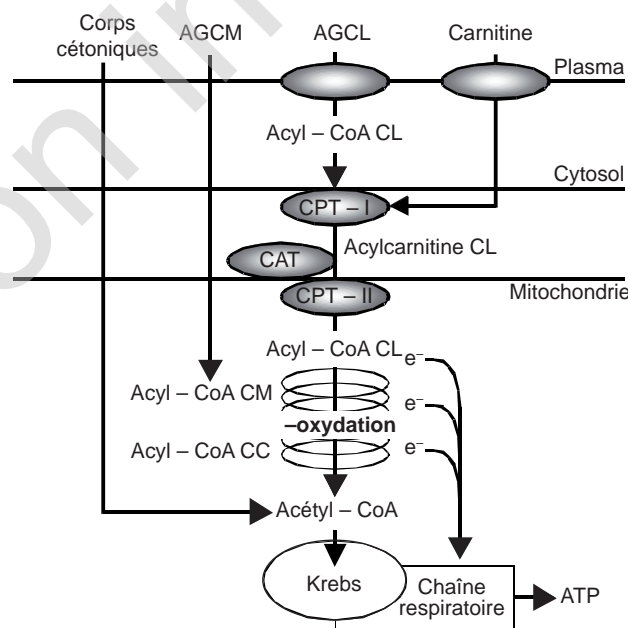 Corps
cétoniques
AGCM
AGCL
Carnitine
Plasma
Acyl – CoA CL
Cytosol
CPT – I
CAT
Acylcarnitine CL
CPT – II
Mitochondrie
Acyl – CoA CL
e–
Acyl – CoA CM
e–
–oxydation
Acyl – CoA CC
e–
Acétyl – CoA
Krebs
Chaîne
respiratoire
ATP